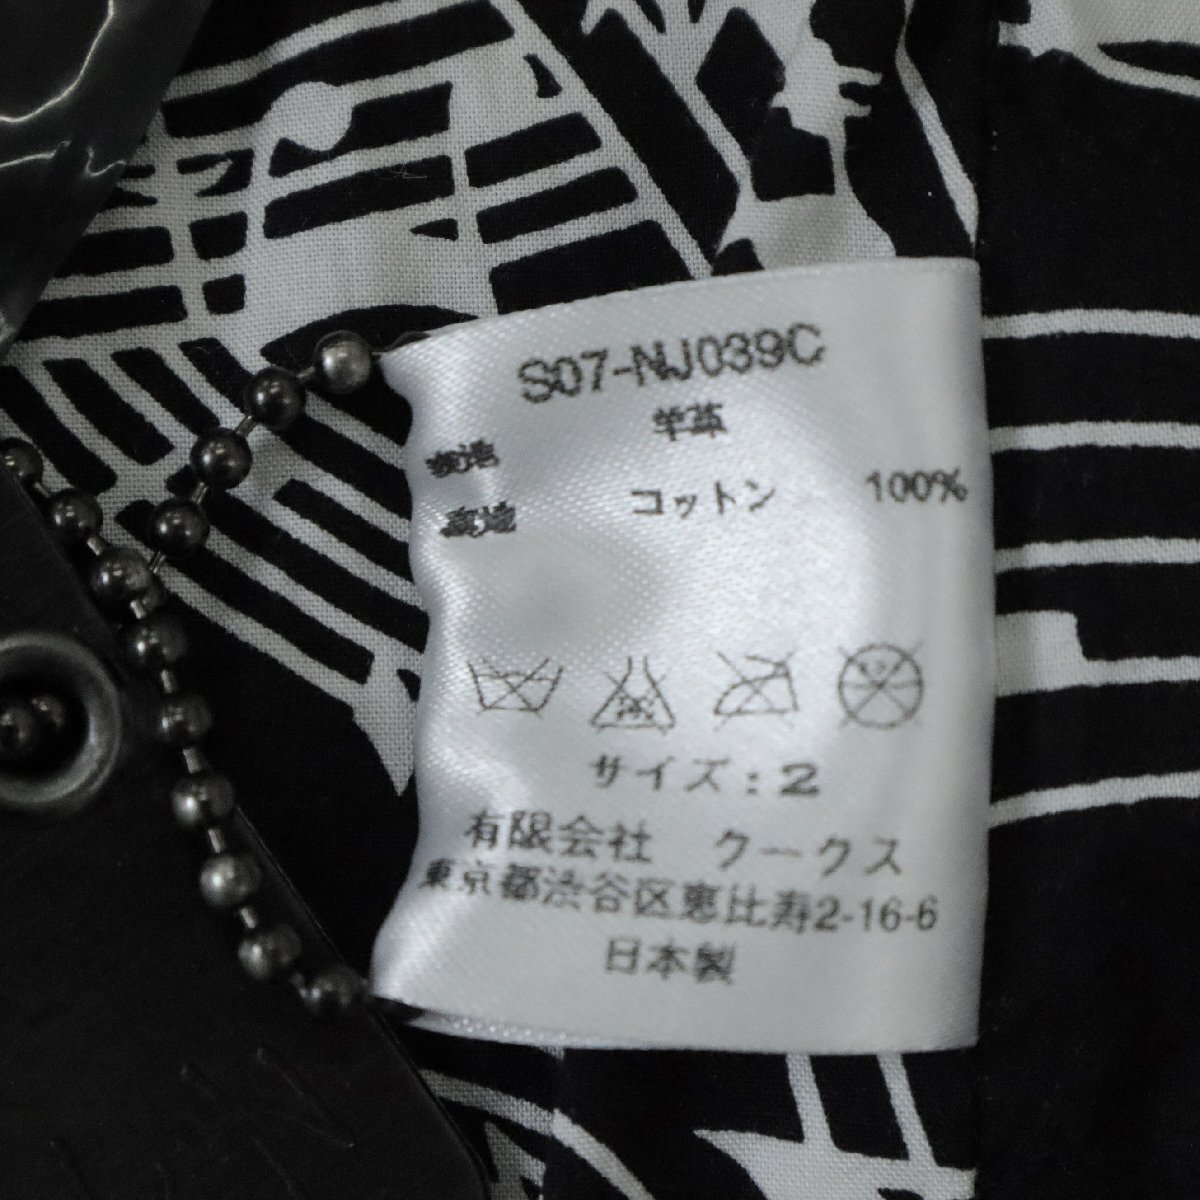 S07-NJ039C
表地 羊革
裏地 コットン 100%
サイズ：2
有限会社 クークス
東京都渋谷区恵比寿2-16-6
日本製